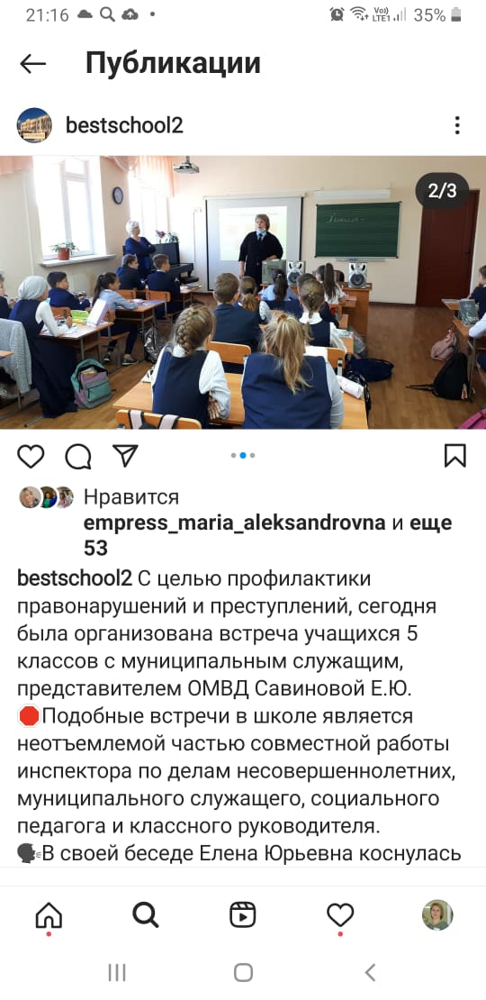 21:16
Vo))
LTE1
35%
Публикации
bestschool2
2/3
Нравится
empress_maria_aleksandrovna и еще
53
bestschool2 С целью профилактики
правонарушений и преступлений, сегодня
была организована встреча учащихся 5
классов с муниципальным служащим,
представителем ОМВД Савиновой Е.Ю.
🛑Подобные встречи в школе является
неотъемлемой частью совместной работы
инспектора по делам несовершеннолетних,
муниципального служащего, социального
педагога и классного руководителя.
🗣В своей беседе Елена Юрьевна коснулась